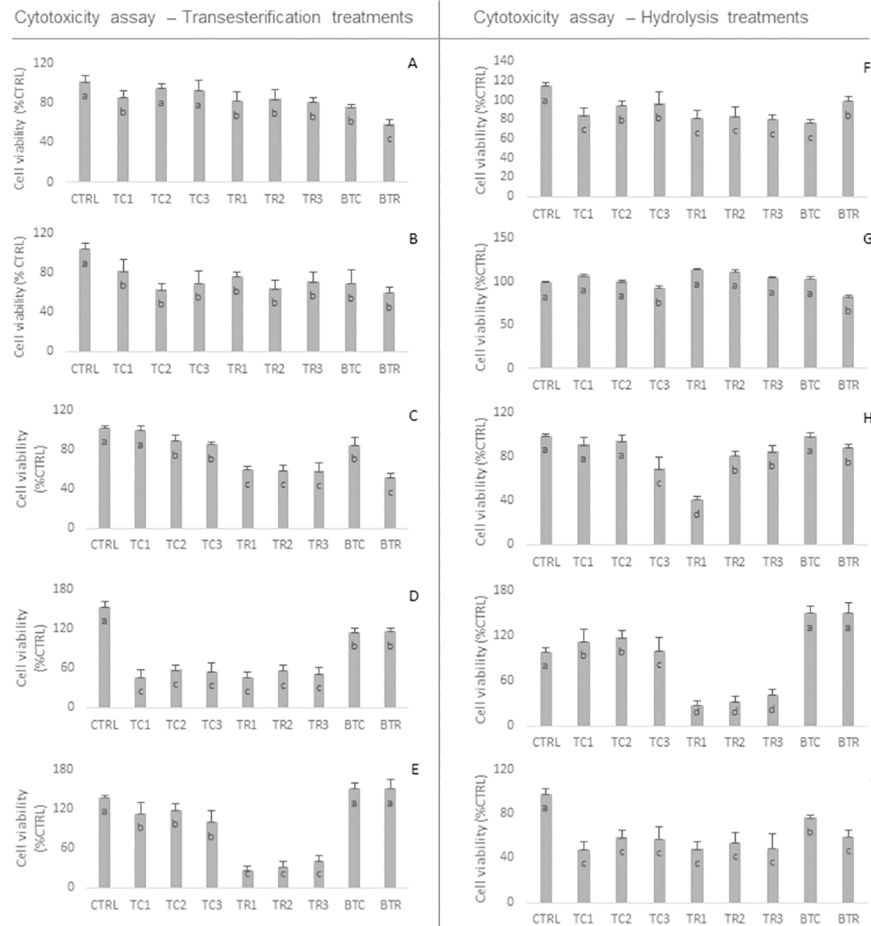 Cytotoxicity assay – Transesterification treatments
A
Cell viability (%CTRL)
120
80
40
0
a b a a b b b b c
CTRL TC1 TC2 TC3 TR1 TR2 TR3 BTC BTR
B
Cell viability (% CTRL)
120
80
40
0
a b b b b b b b b
CTRL TC1 TC2 TC3 TR1 TR2 TR3 BTC BTR
C
Cell viability
(%CTRL)
120
80
40
0
a a b b c c c b c
CTRL TC1 TC2 TC3 TR1 TR2 TR3 BTC BTR
D
Cell viability
(%CTRL)
180
120
60
0
a c c c c c c b b
CTRL TC1 TC2 TC3 TR1 TR2 TR3 BTC BTR
E
Cell viability
(%CTRL)
180
120
60
0
a b b b c c c a a
CTRL TC1 TC2 TC3 TR1 TR2 TR3 BTC BTR
Cytotoxicity assay – Hydrolysis treatments
F
Cell viability (%CTRL)
140
120
100
80
60
40
20
0
a c b b c c c c b
CTRL TC1 TC2 TC3 TR1 TR2 TR3 BTC BTR
G
Cell viability (%CTRL)
150
100
50
0
a a a b a a a a b
CTRL TC1 TC2 TC3 TR1 TR2 TR3 BTC BTR
H
Cell viability (%CTRL)
120
80
40
0
a a a c d b b a b
CTRL TC1 TC2 TC3 TR1 TR2 TR3 BTC BTR
Cell viability (%CTRL)
180
120
60
0
a b b c d d d a a
CTRL TC1 TC2 TC3 TR1 TR2 TR3 BTC BTR
Cell viability (%CTRL)
120
80
40
0
a c c c c c c b c
CTRL TC1 TC2 TC3 TR1 TR2 TR3 BTC BTR